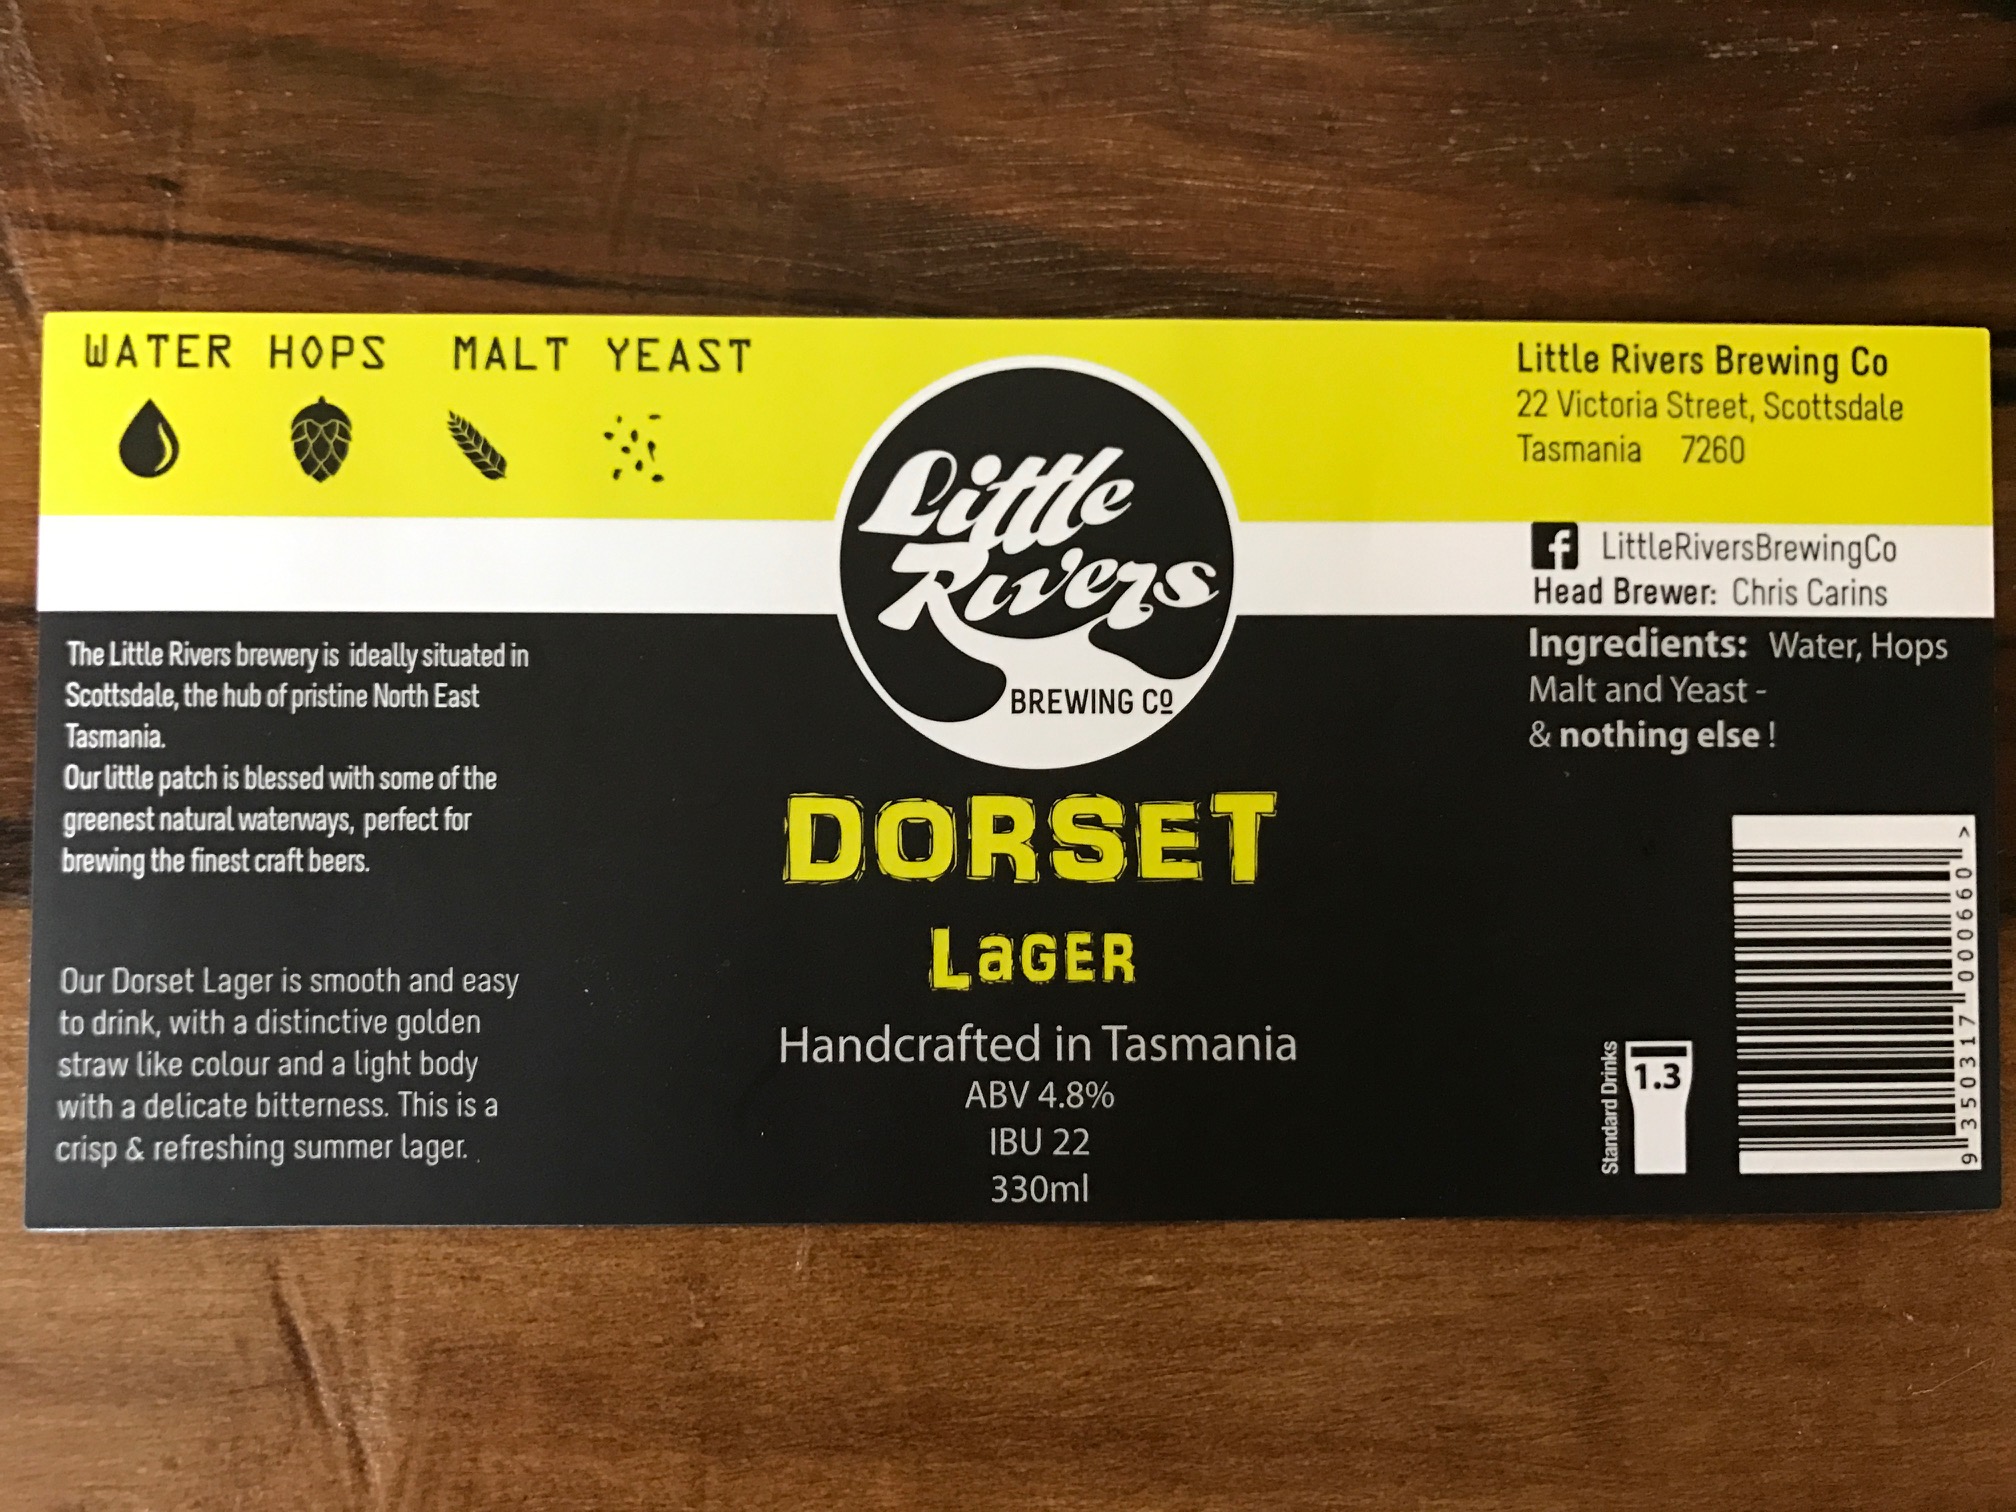 WATER HOPS MALT YEAST
The Little Rivers brewery is ideally situated in
Scottsdale, the hub of pristine North East
Tasmania.
Our little patch is blessed with some of the
greenest natural waterways, perfect for
brewing the finest craft beers.
Our Dorset Lager is smooth and easy
to drink, with a distinctive golden
straw like colour and a light body
with a delicate bitterness. This is a
crisp & refreshing summer lager. .
Little
Rivers
BREWING Co
DORSET
LaGER
Handcrafted in Tasmania
ABV 4.8%
IBU 22
330ml
Little Rivers Brewing Co
22 Victoria Street, Scottsdale
Tasmania 7260
f LittleRiversBrewingCo
Head Brewer: Chris Carins
Ingredients: Water, Hops
Malt and Yeast -
& nothing else !
Standard Drinks
1.3
9 350317 000660 >